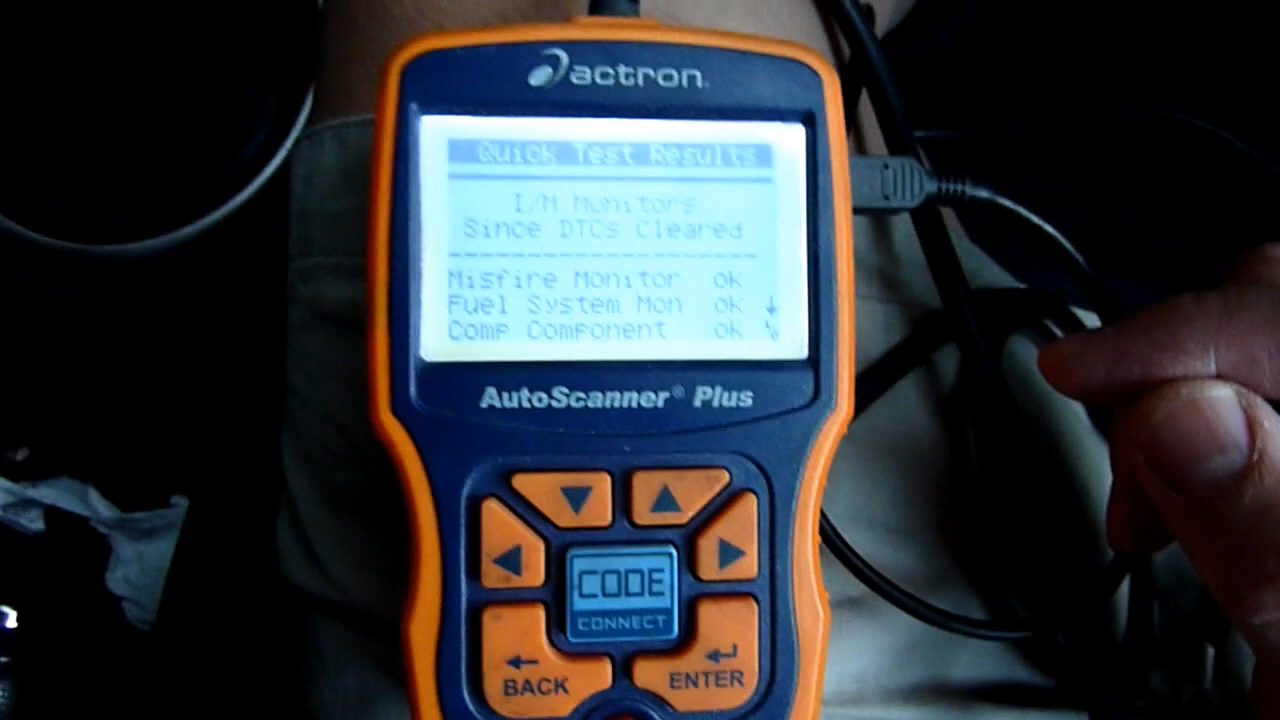 actron
Quick Test Results
I/M Monitors
Since DTCs Cleared
--------------------
Misfire Monitor ok
Fuel System Mon ok
Comp Component ok
AutoScanner® Plus
CODE
CONNECT
BACK
ENTER